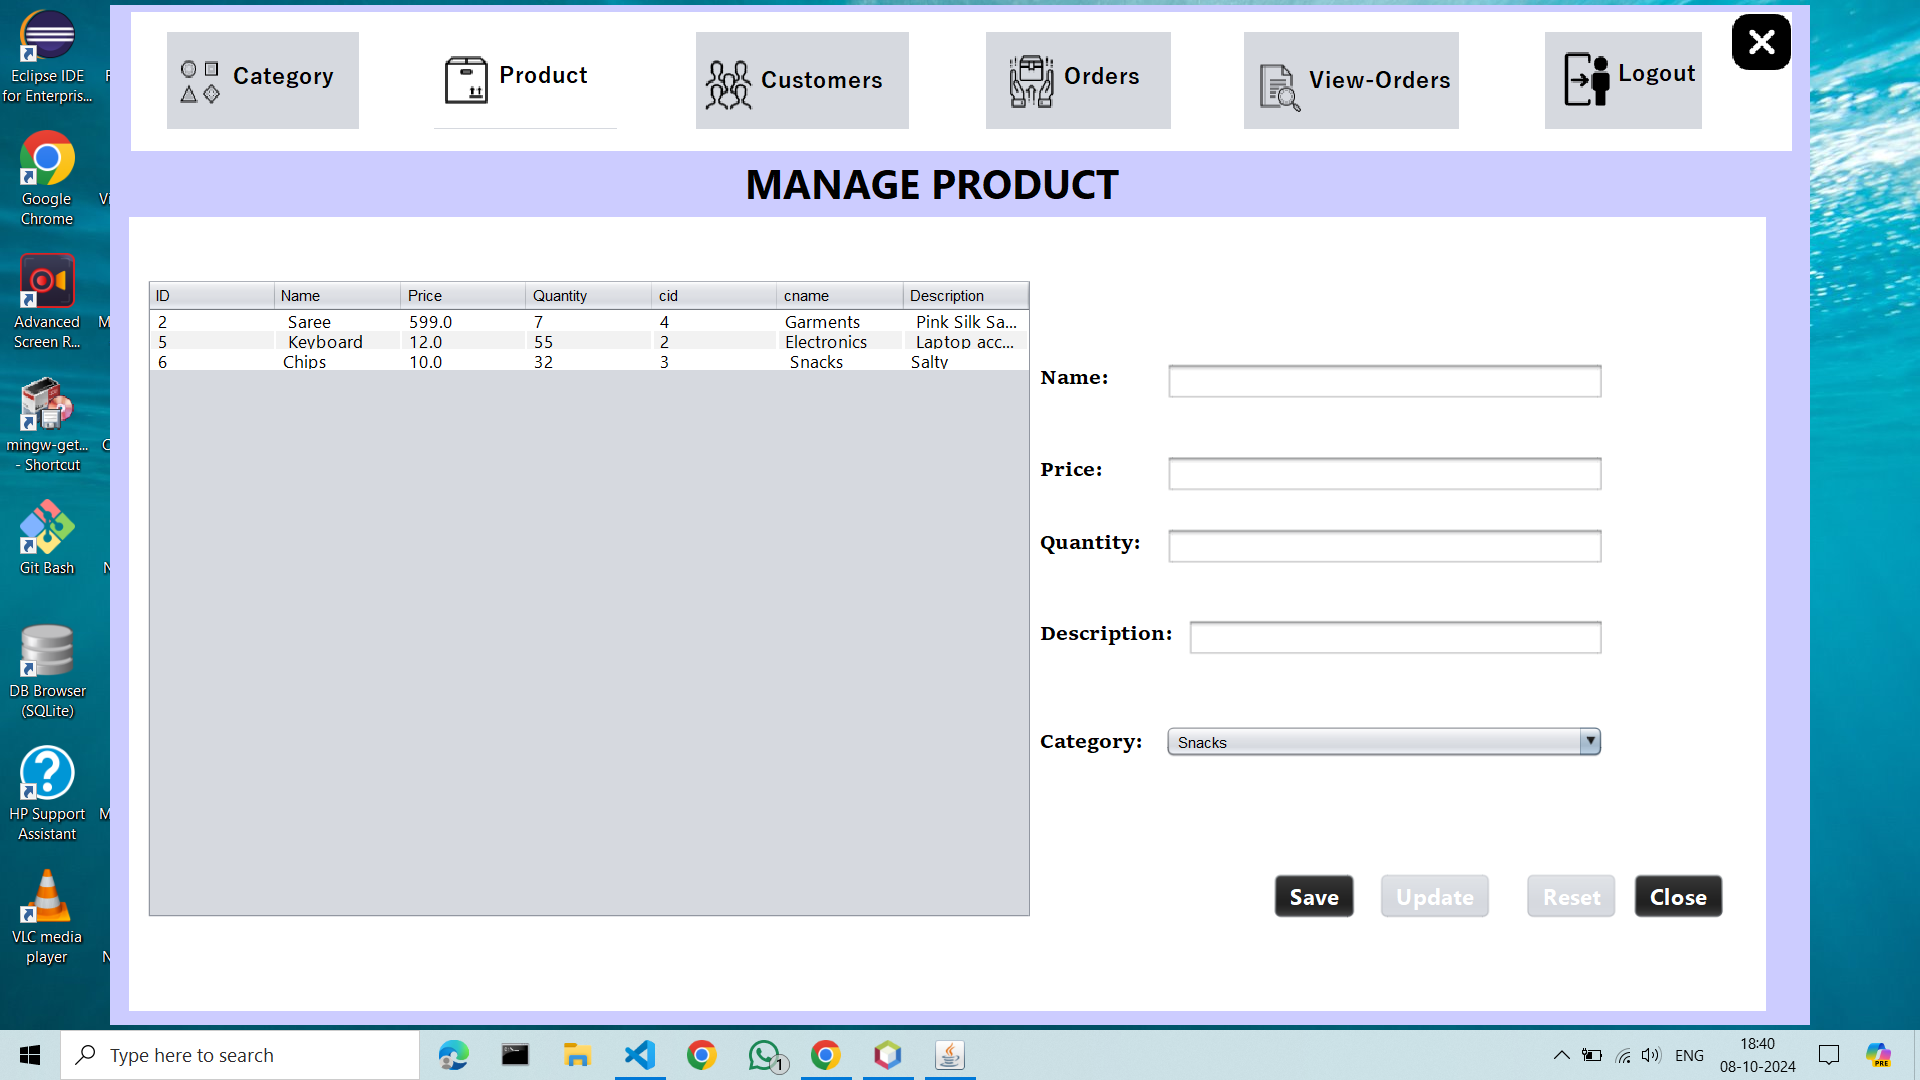 Category
Product
Customers
Orders
View-Orders
Logout
MANAGE PRODUCT
ID Name Price Quantity cid cname Description
2 Saree 599.0 7 4 Garments Pink Silk Sa...
5 Keyboard 12.0 55 2 Electronics Laptop acc...
6 Chips 10.0 32 3 Snacks Salty
Name:
Price:
Quantity:
Description:
Category: Snacks
Save Update Reset Close
Eclipse IDE
for Enterpris...
Google
Chrome
Advanced
Screen R...
mingw-get...
- Shortcut
Git Bash
DB Browser
(SQLite)
HP Support
Assistant
VLC media
player
Type here to search
1
ENG
18:40
08-10-2024
PRE